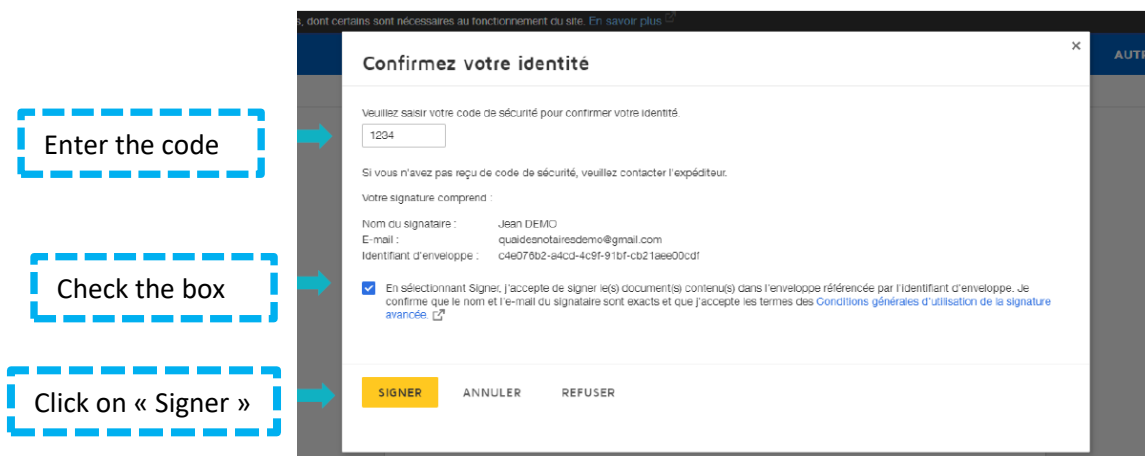 s, dont certains sont nécessaires au fonctionnement du site. En savoir plus
AUTR
Confirmez votre identité
×
Veuillez saisir votre code de sécurité pour confirmer votre identité.
Enter the code
1234
Si vous n'avez pas reçu de code de sécurité, veuillez contacter l'expéditeur.
Votre signature comprend :
Nom du signataire : Jean DEMO
E-mail : quaidesnotairesdemo@gmail.com
Identifiant d'enveloppe : c4e076b2-a4cd-4c9f-91bf-cb21aee00cdf
Check the box
En sélectionnant Signer, j'accepte de signer le(s) document(s) contenu(s) dans l'enveloppe référencée par l'identifiant d'enveloppe. Je
confirme que le nom et l'e-mail du signataire sont exacts et que j'accepte les termes des Conditions générales d'utilisation de la signature
avancée.
Click on « Signer »
SIGNER ANNULER REFUSER